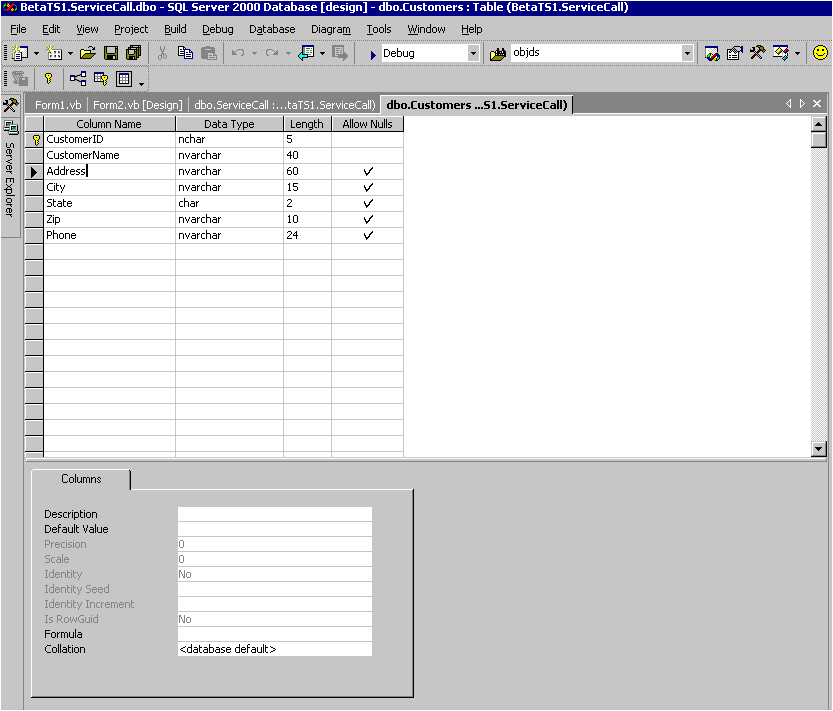 BetaTS1.ServiceCall.dbo - SQL Server 2000 Database [design] - dbo.Customers : Table (BetaTS1.ServiceCall)
File Edit View Project Build Debug Database Diagram Tools Window Help
Debug objds
Form1.vb Form2.vb [Design] dbo.ServiceCall :...taTS1.ServiceCall) dbo.Customers ...S1.ServiceCall)
Server Explorer
Column Name Data Type Length Allow Nulls
CustomerID nchar 5
CustomerName nvarchar 40
Address nvarchar 60
City nvarchar 15
State char 2
Zip nvarchar 10
Phone nvarchar 24
Columns
Description
Default Value
Precision 0
Scale 0
Identity No
Identity Seed
Identity Increment
Is RowGuid No
Formula
Collation <database default>